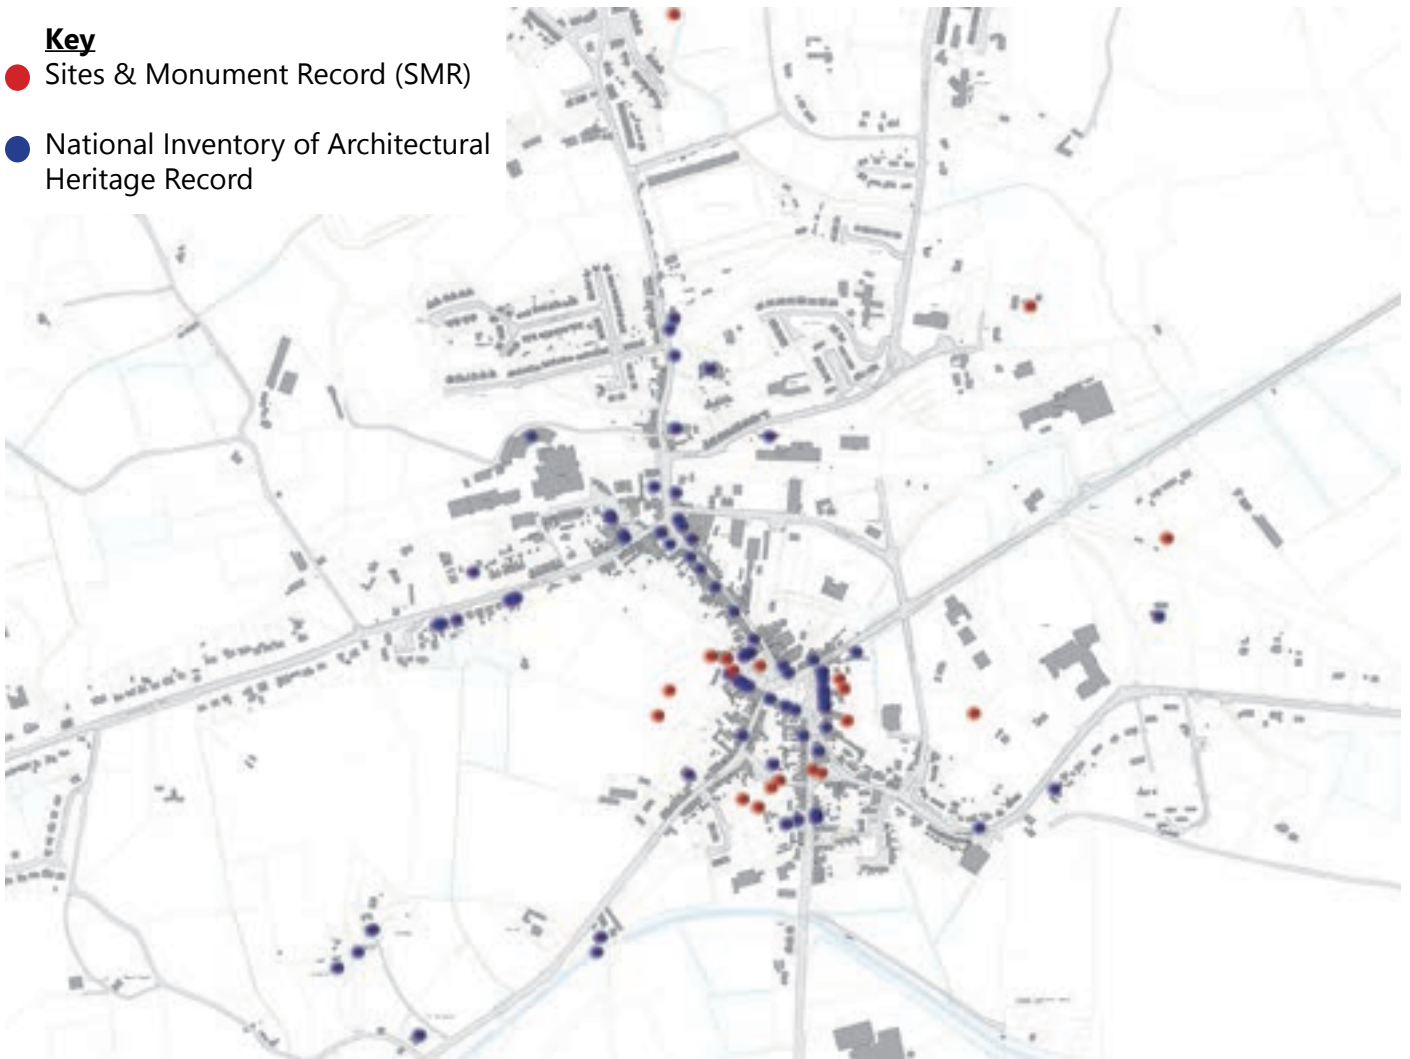 Key
Sites & Monument Record (SMR)
National Inventory of Architectural
Heritage Record